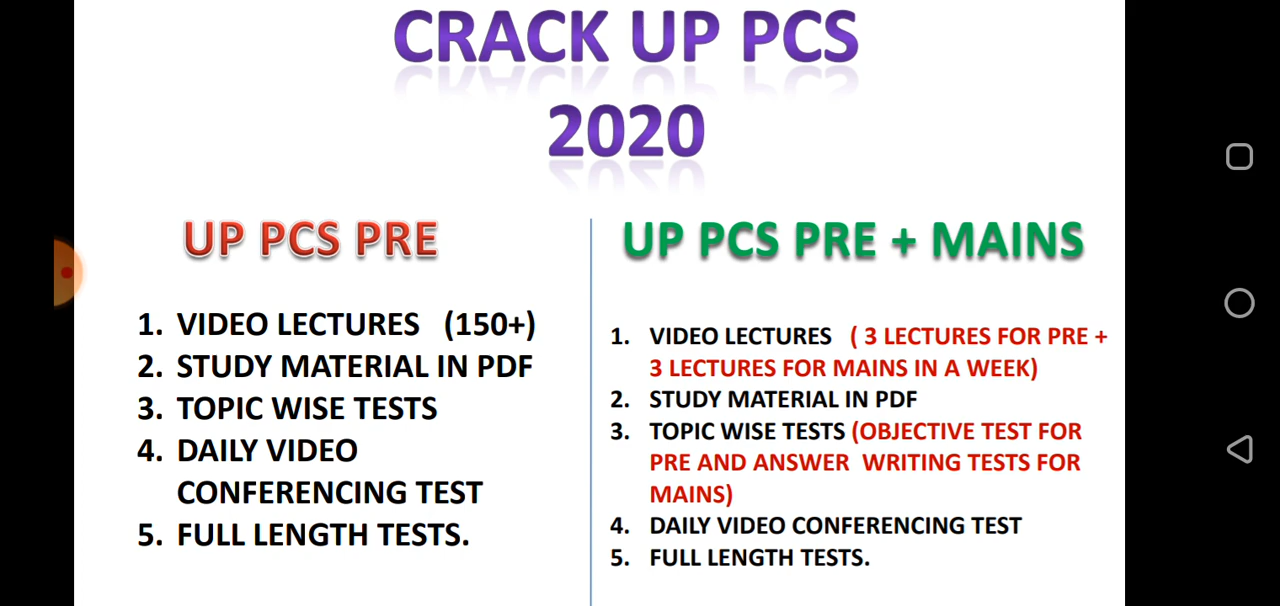 CRACK UP PCS
2020
UP PCS PRE
1. VIDEO LECTURES (150+)
2. STUDY MATERIAL IN PDF
3. TOPIC WISE TESTS
4. DAILY VIDEO
CONFERENCING TEST
5. FULL LENGTH TESTS.
UP PCS PRE + MAINS
1. VIDEO LECTURES ( 3 LECTURES FOR PRE +
3 LECTURES FOR MAINS IN A WEEK)
2. STUDY MATERIAL IN PDF
3. TOPIC WISE TESTS (OBJECTIVE TEST FOR
PRE AND ANSWER WRITING TESTS FOR
MAINS)
4. DAILY VIDEO CONFERENCING TEST
5. FULL LENGTH TESTS.